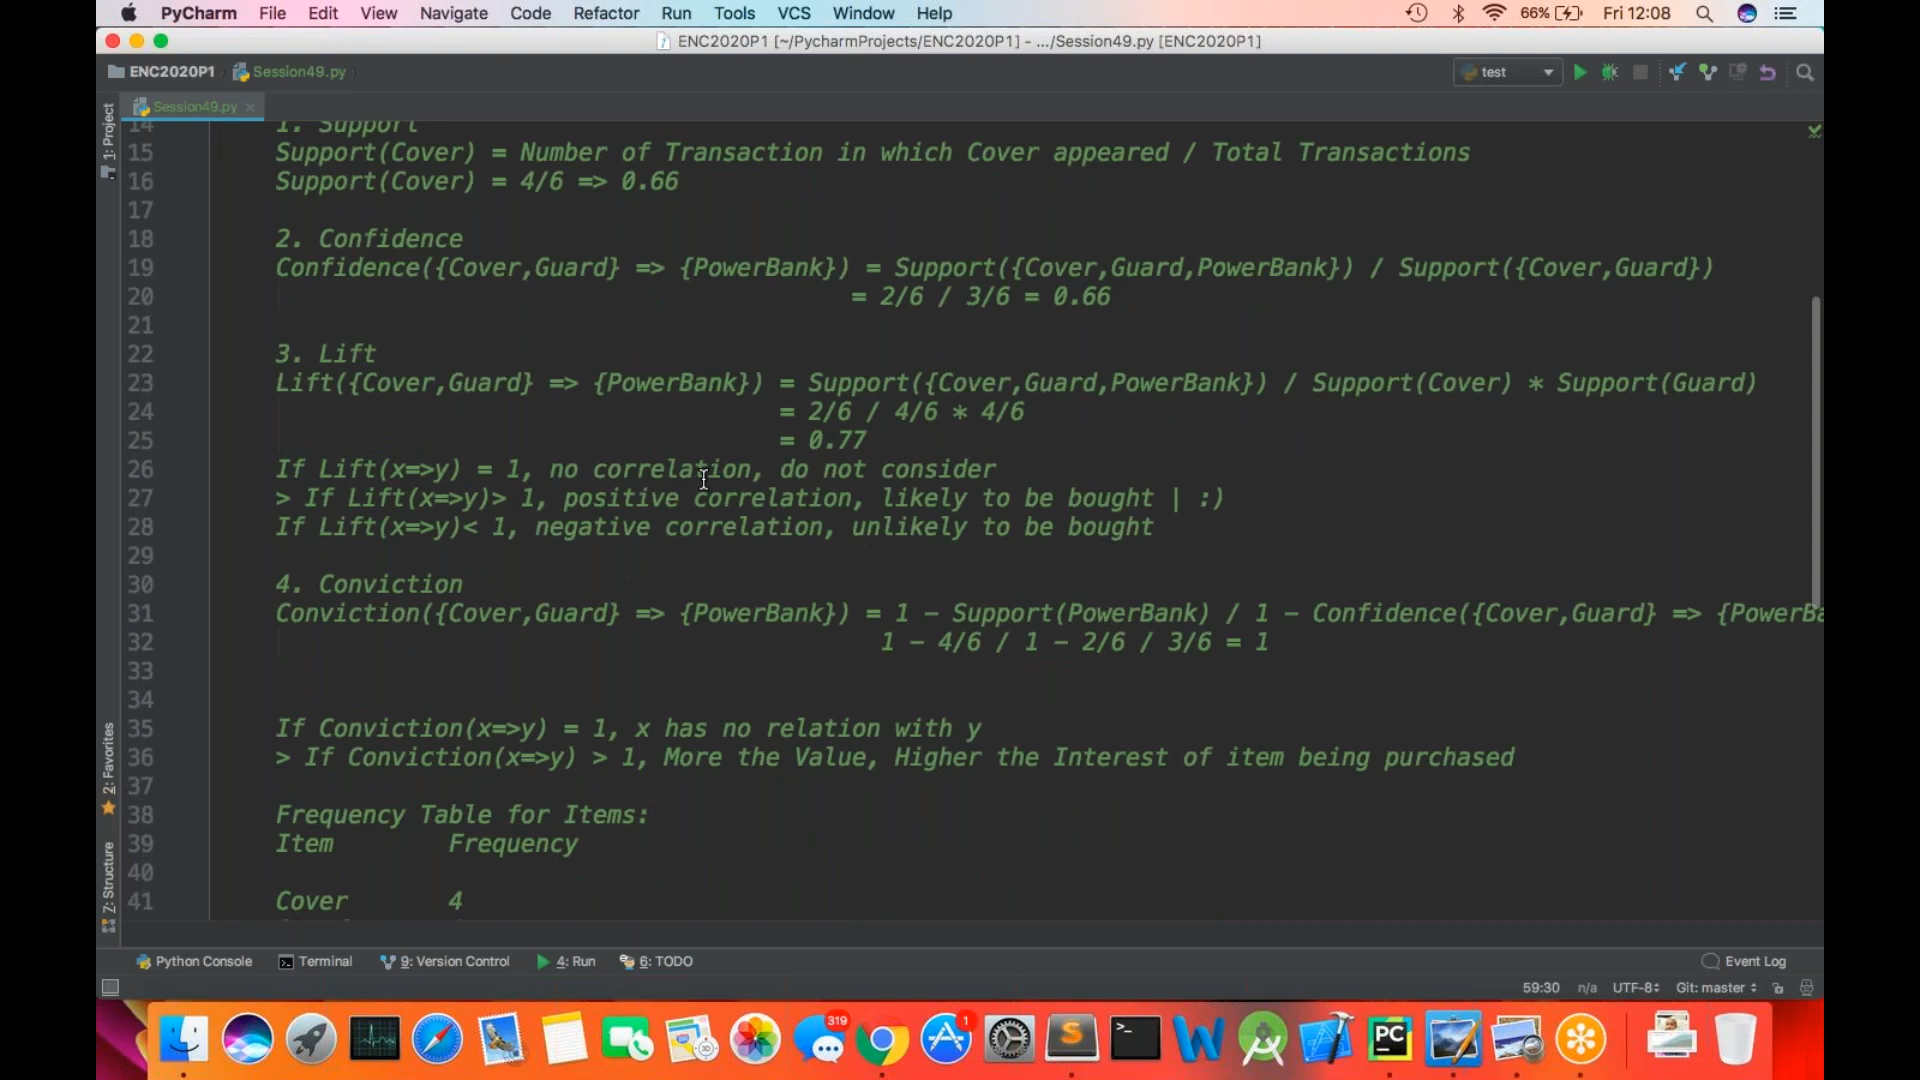 PyCharm File Edit View Navigate Code Refactor Run Tools VCS Window Help 66% Fri 12:08
ENC2020P1 [~/PycharmProjects/ENC2020P1] - .../Session49.py [ENC2020P1]
ENC2020P1 Session49.py test
Session49.py
1: Project
2: Favorites
Z: Structure
14 1. Support
15 Support(Cover) = Number of Transaction in which Cover appeared / Total Transactions
16 Support(Cover) = 4/6 => 0.66
17
18 2. Confidence
19 Confidence({Cover,Guard} => {PowerBank}) = Support({Cover,Guard,PowerBank}) / Support({Cover,Guard})
20 = 2/6 / 3/6 = 0.66
21
22 3. Lift
23 Lift({Cover,Guard} => {PowerBank}) = Support({Cover,Guard,PowerBank}) / Support(Cover) * Support(Guard)
24 = 2/6 / 4/6 * 4/6
25 = 0.77
26 If Lift(x=>y) = 1, no correlation, do not consider
27 > If Lift(x=>y)> 1, positive correlation, likely to be bought | :)
28 If Lift(x=>y)< 1, negative correlation, unlikely to be bought
29
30 4. Conviction
31 Conviction({Cover,Guard} => {PowerBank}) = 1 - Support(PowerBank) / 1 - Confidence({Cover,Guard} => {PowerBa
32 1 - 4/6 / 1 - 2/6 / 3/6 = 1
33
34
35 If Conviction(x=>y) = 1, x has no relation with y
36 > If Conviction(x=>y) > 1, More the Value, Higher the Interest of item being purchased
37
38 Frequency Table for Items:
39 Item Frequency
40
41 Cover 4
Python Console Terminal 9: Version Control 4: Run 6: TODO Event Log
59:30 n/a UTF-8 Git: master
319 1
S >_ W PC